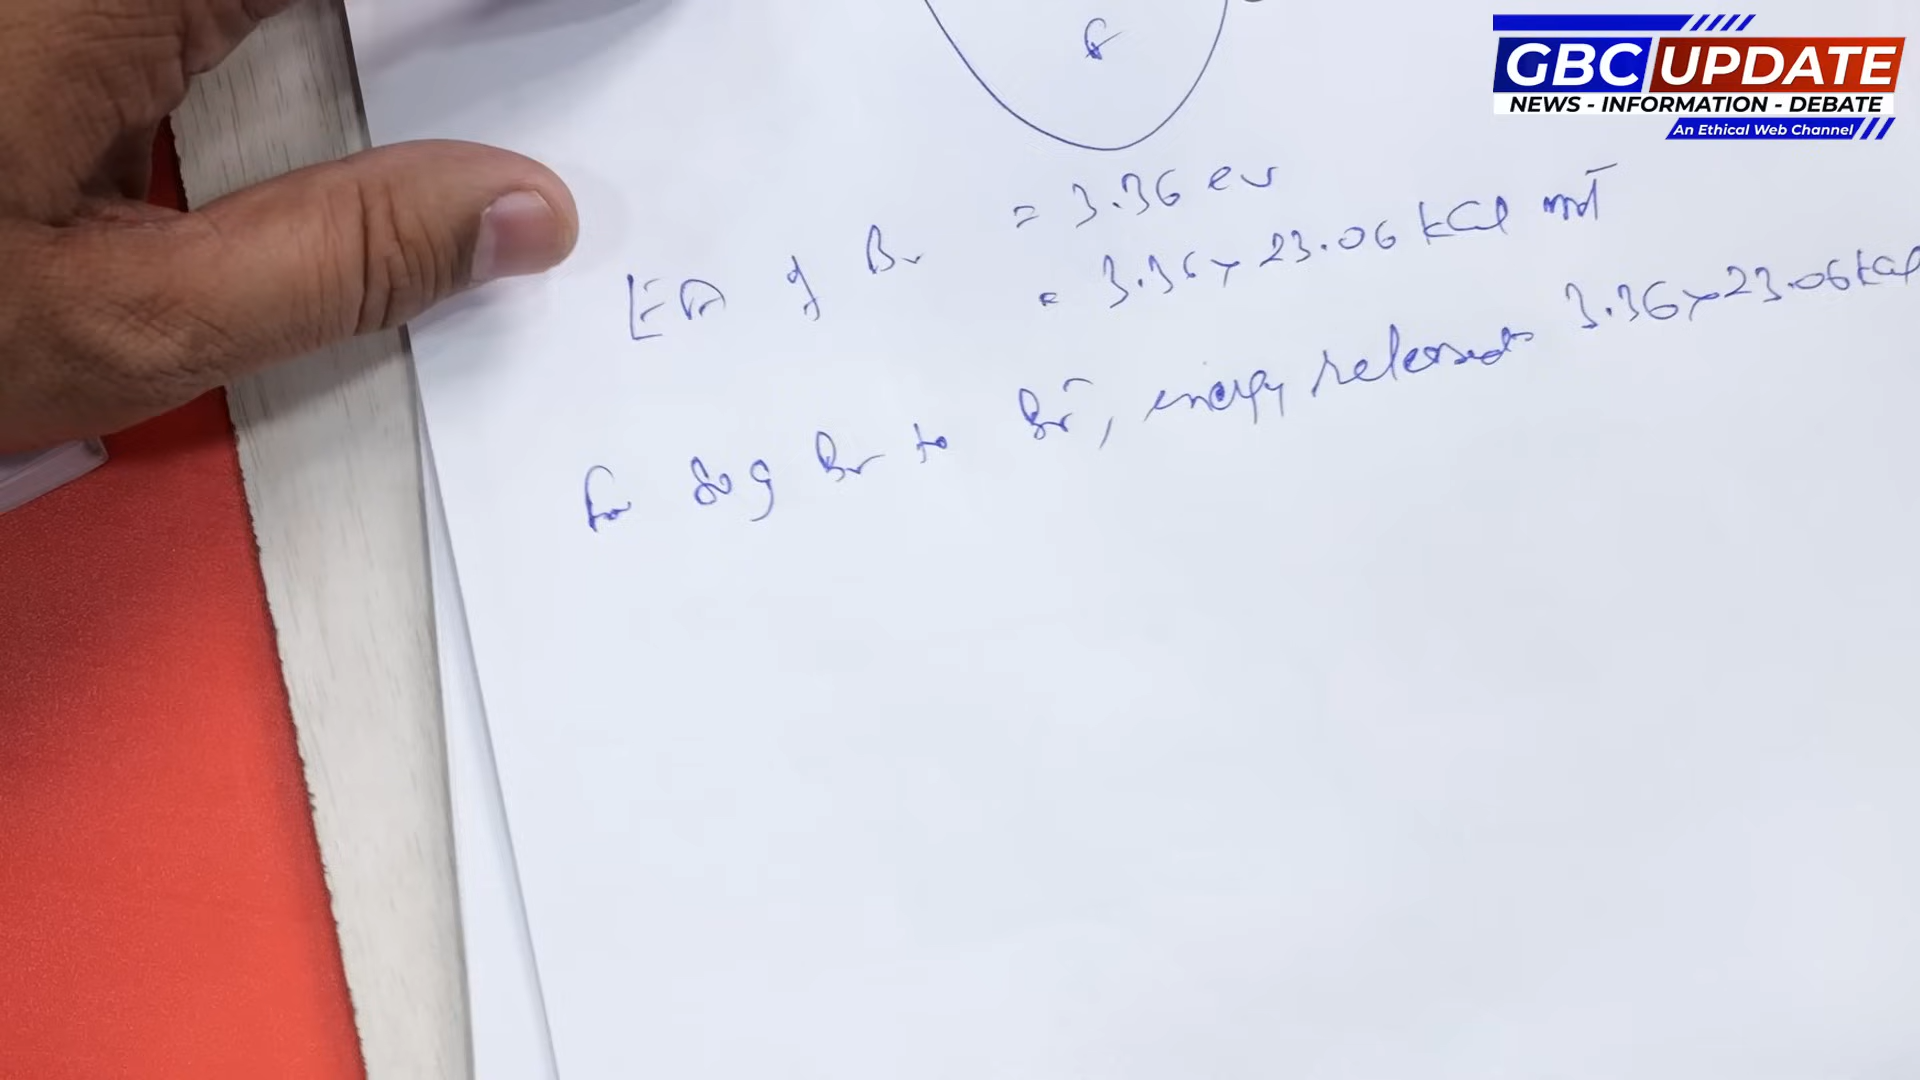 GBC UPDATE
NEWS - INFORMATION - DEBATE
An Ethical Web Channel
EA of Br = 3.36 ev
= 3.36 x 23.06 kCal mol
For 80 g Br to Br⁻, energy released = 3.36 x 23.06 kCal